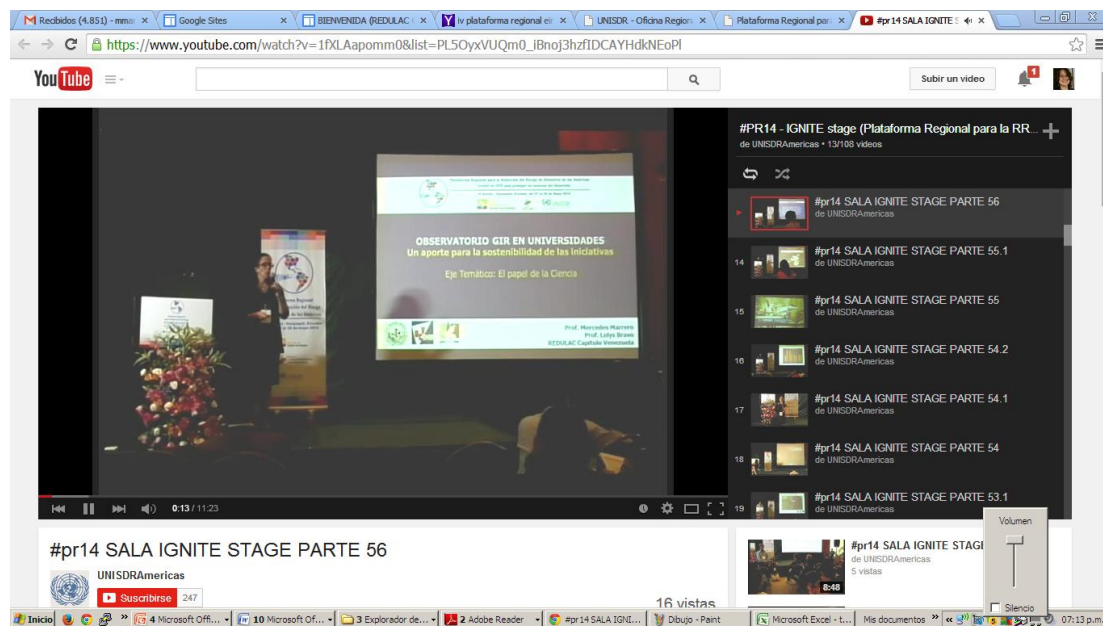 Recibidos (4.851) - mmar
Google Sites
BIENVENIDA (REDULAC
iv plataforma regional eir
UNISDR - Oficina Region
Plataforma Regional par
#pr14 SALA IGNITE S
https://www.youtube.com/watch?v=1fXLAapomm0&list=PL5OyxVUQm0_iBnoj3hzfIDCAYHdkNEoPl
YouTube
Subir un video
1
OBSERVATORIO GIR EN UNIVERSIDADES
Un aporte para la sostenibilidad de las iniciativas
Eje Temático: El papel de la Ciencia
Prof. Mercedes Marrero
Prof. Lolys Bravo
REDULAC Capítulo Venezuela
0:13 / 11:23
#PR14 - IGNITE stage (Plataforma Regional para la RR...
de UNISDRAmericas • 13/108 videos
#pr14 SALA IGNITE STAGE PARTE 56
de UNISDRAmericas
14
#pr14 SALA IGNITE STAGE PARTE 55.1
de UNISDRAmericas
15
#pr14 SALA IGNITE STAGE PARTE 55
de UNISDRAmericas
16
#pr14 SALA IGNITE STAGE PARTE 54.2
de UNISDRAmericas
17
#pr14 SALA IGNITE STAGE PARTE 54.1
de UNISDRAmericas
18
#pr14 SALA IGNITE STAGE PARTE 54
de UNISDRAmericas
19
#pr14 SALA IGNITE STAGE PARTE 53.1
de UNISDRAmericas
#pr14 SALA IGNITE STAGE PARTE 56
UNISDRAmericas
Suscribirse 247
16 vistas
8:48
#pr14 SALA IGNITE STAGE
de UNISDRAmericas
5 vistas
Volumen
Silencio
Inicio
4 Microsoft Offi...
10 Microsoft Of...
3 Explorador de...
2 Adobe Reader
#pr14 SALA IGNI...
Dibujo - Paint
Microsoft Excel - t...
Mis documentos
07:13 p.m.